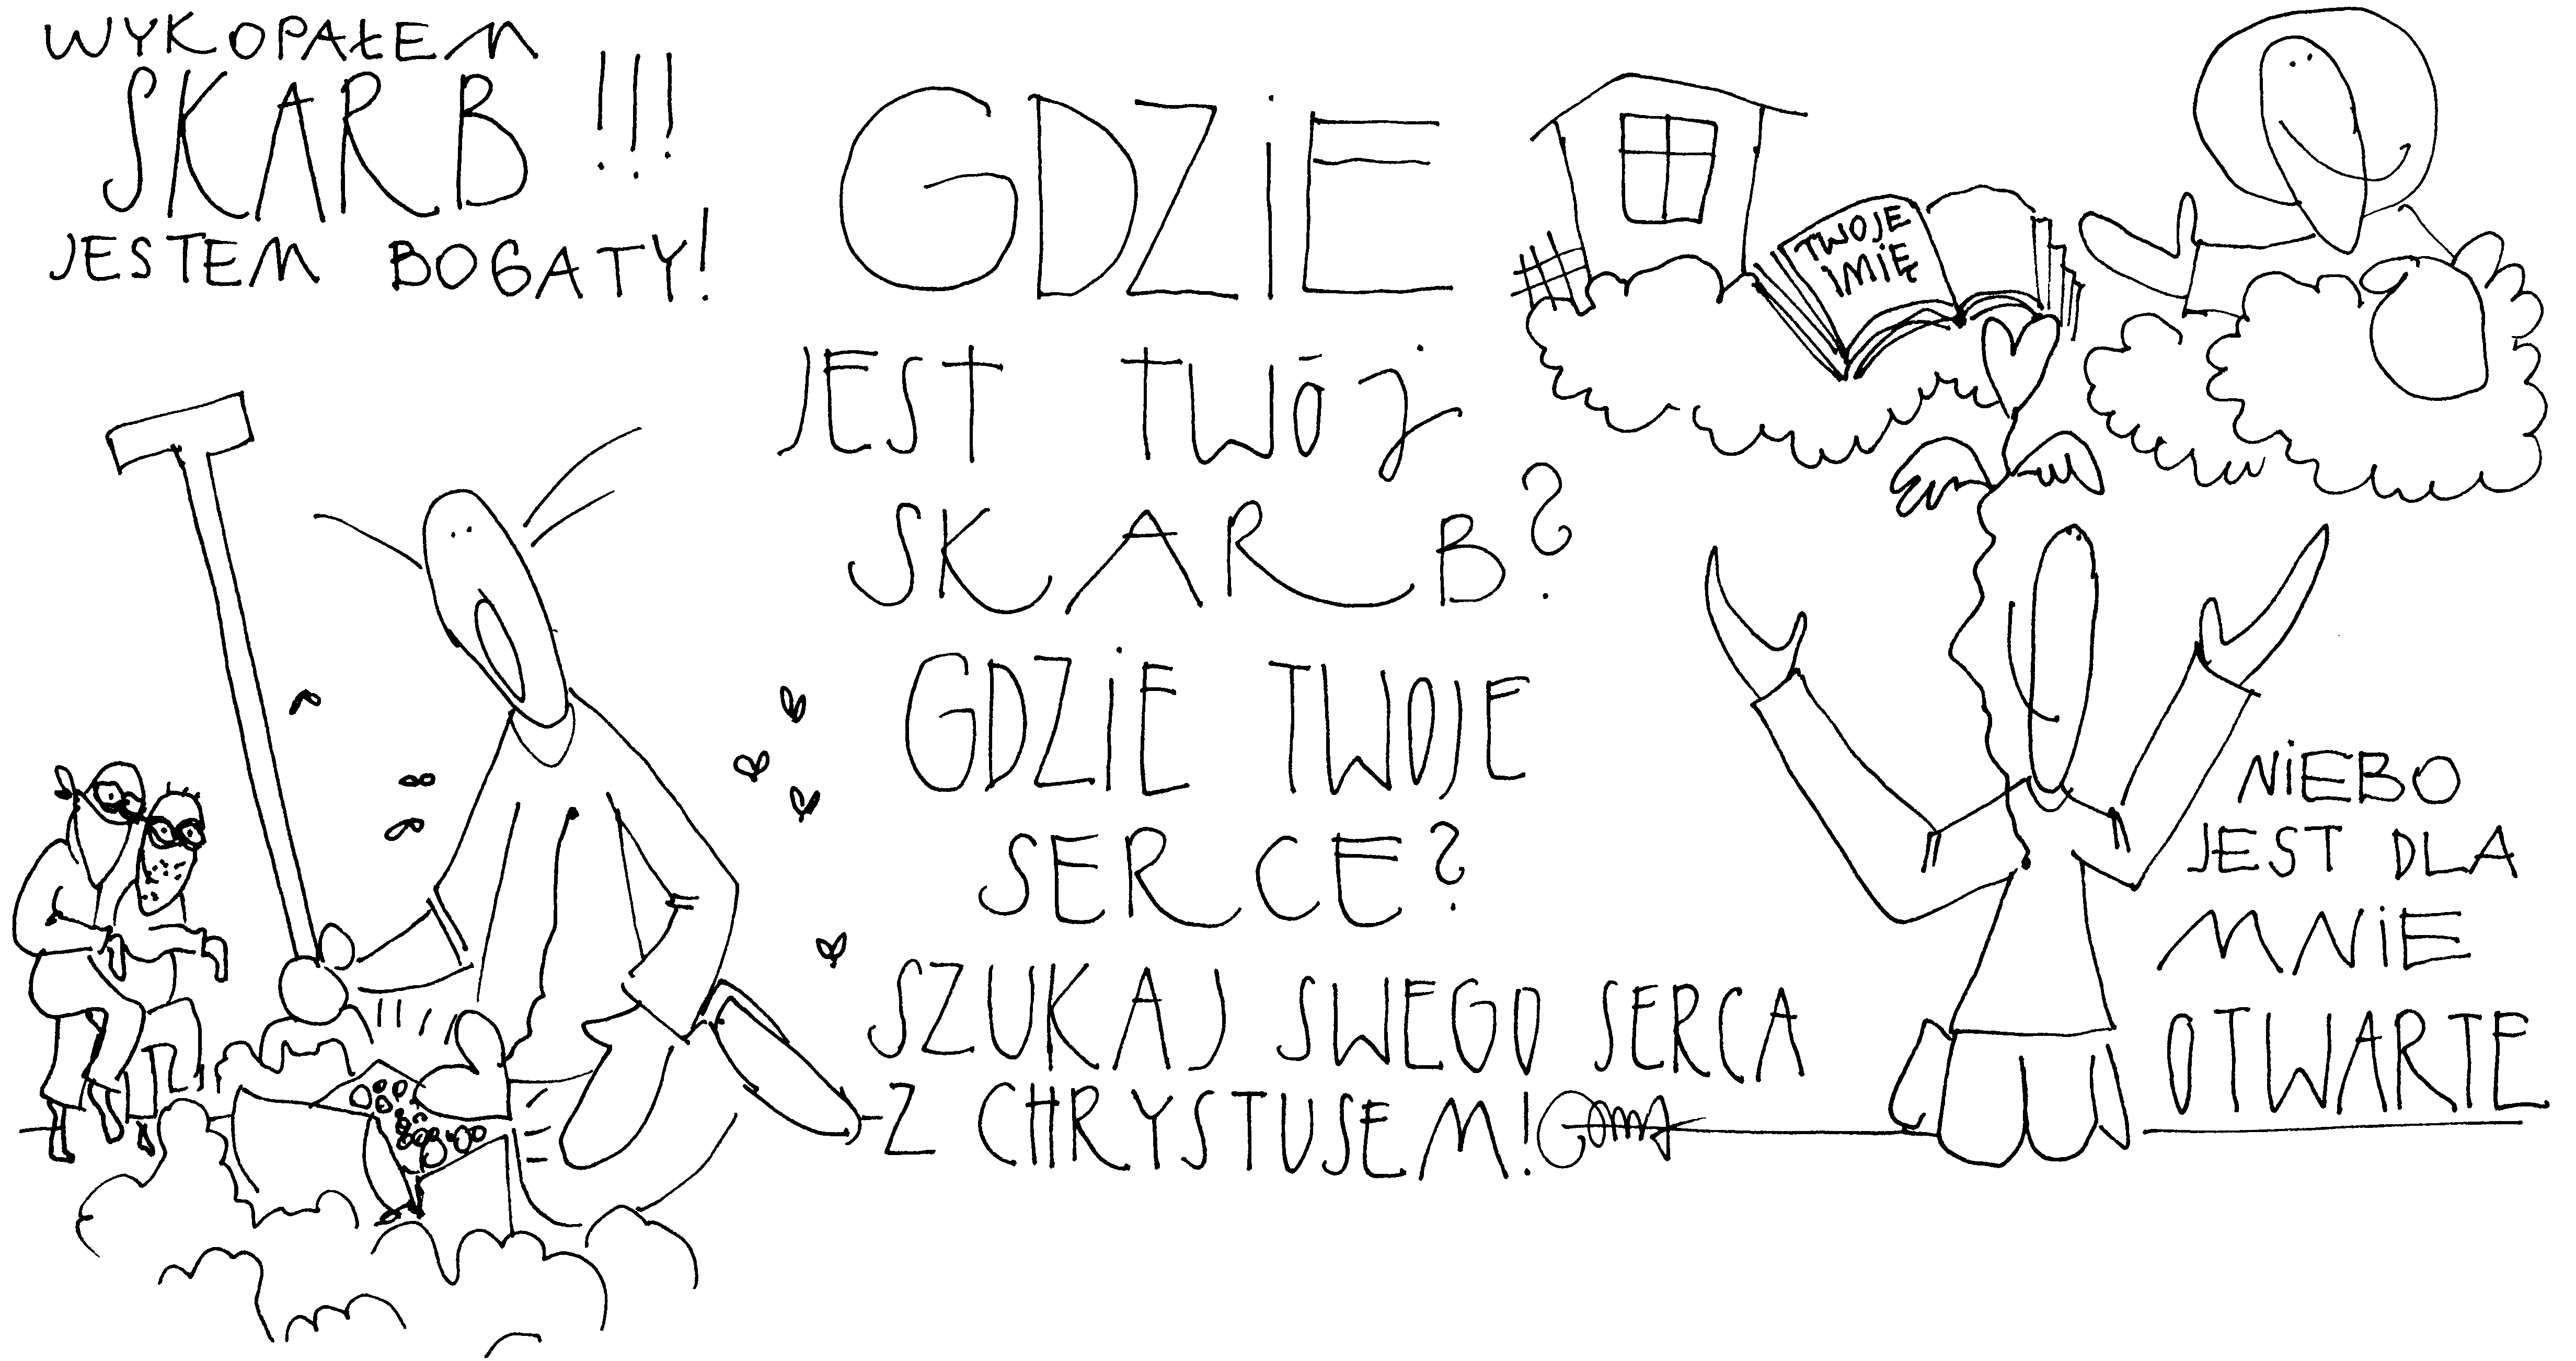 WYKOPAŁEM
SKARB!!!
JESTEM BOGATY!
GDZiE
JEST TWÓJ
SKARB?
GDZiE TWOJE
SERCE?
SZUKAJ SWEGO SERCA
Z CHRYSTUSEM!
TWOJE
iMIĘ
NiEBO
JEST DLA
MNiE
OTWARTE